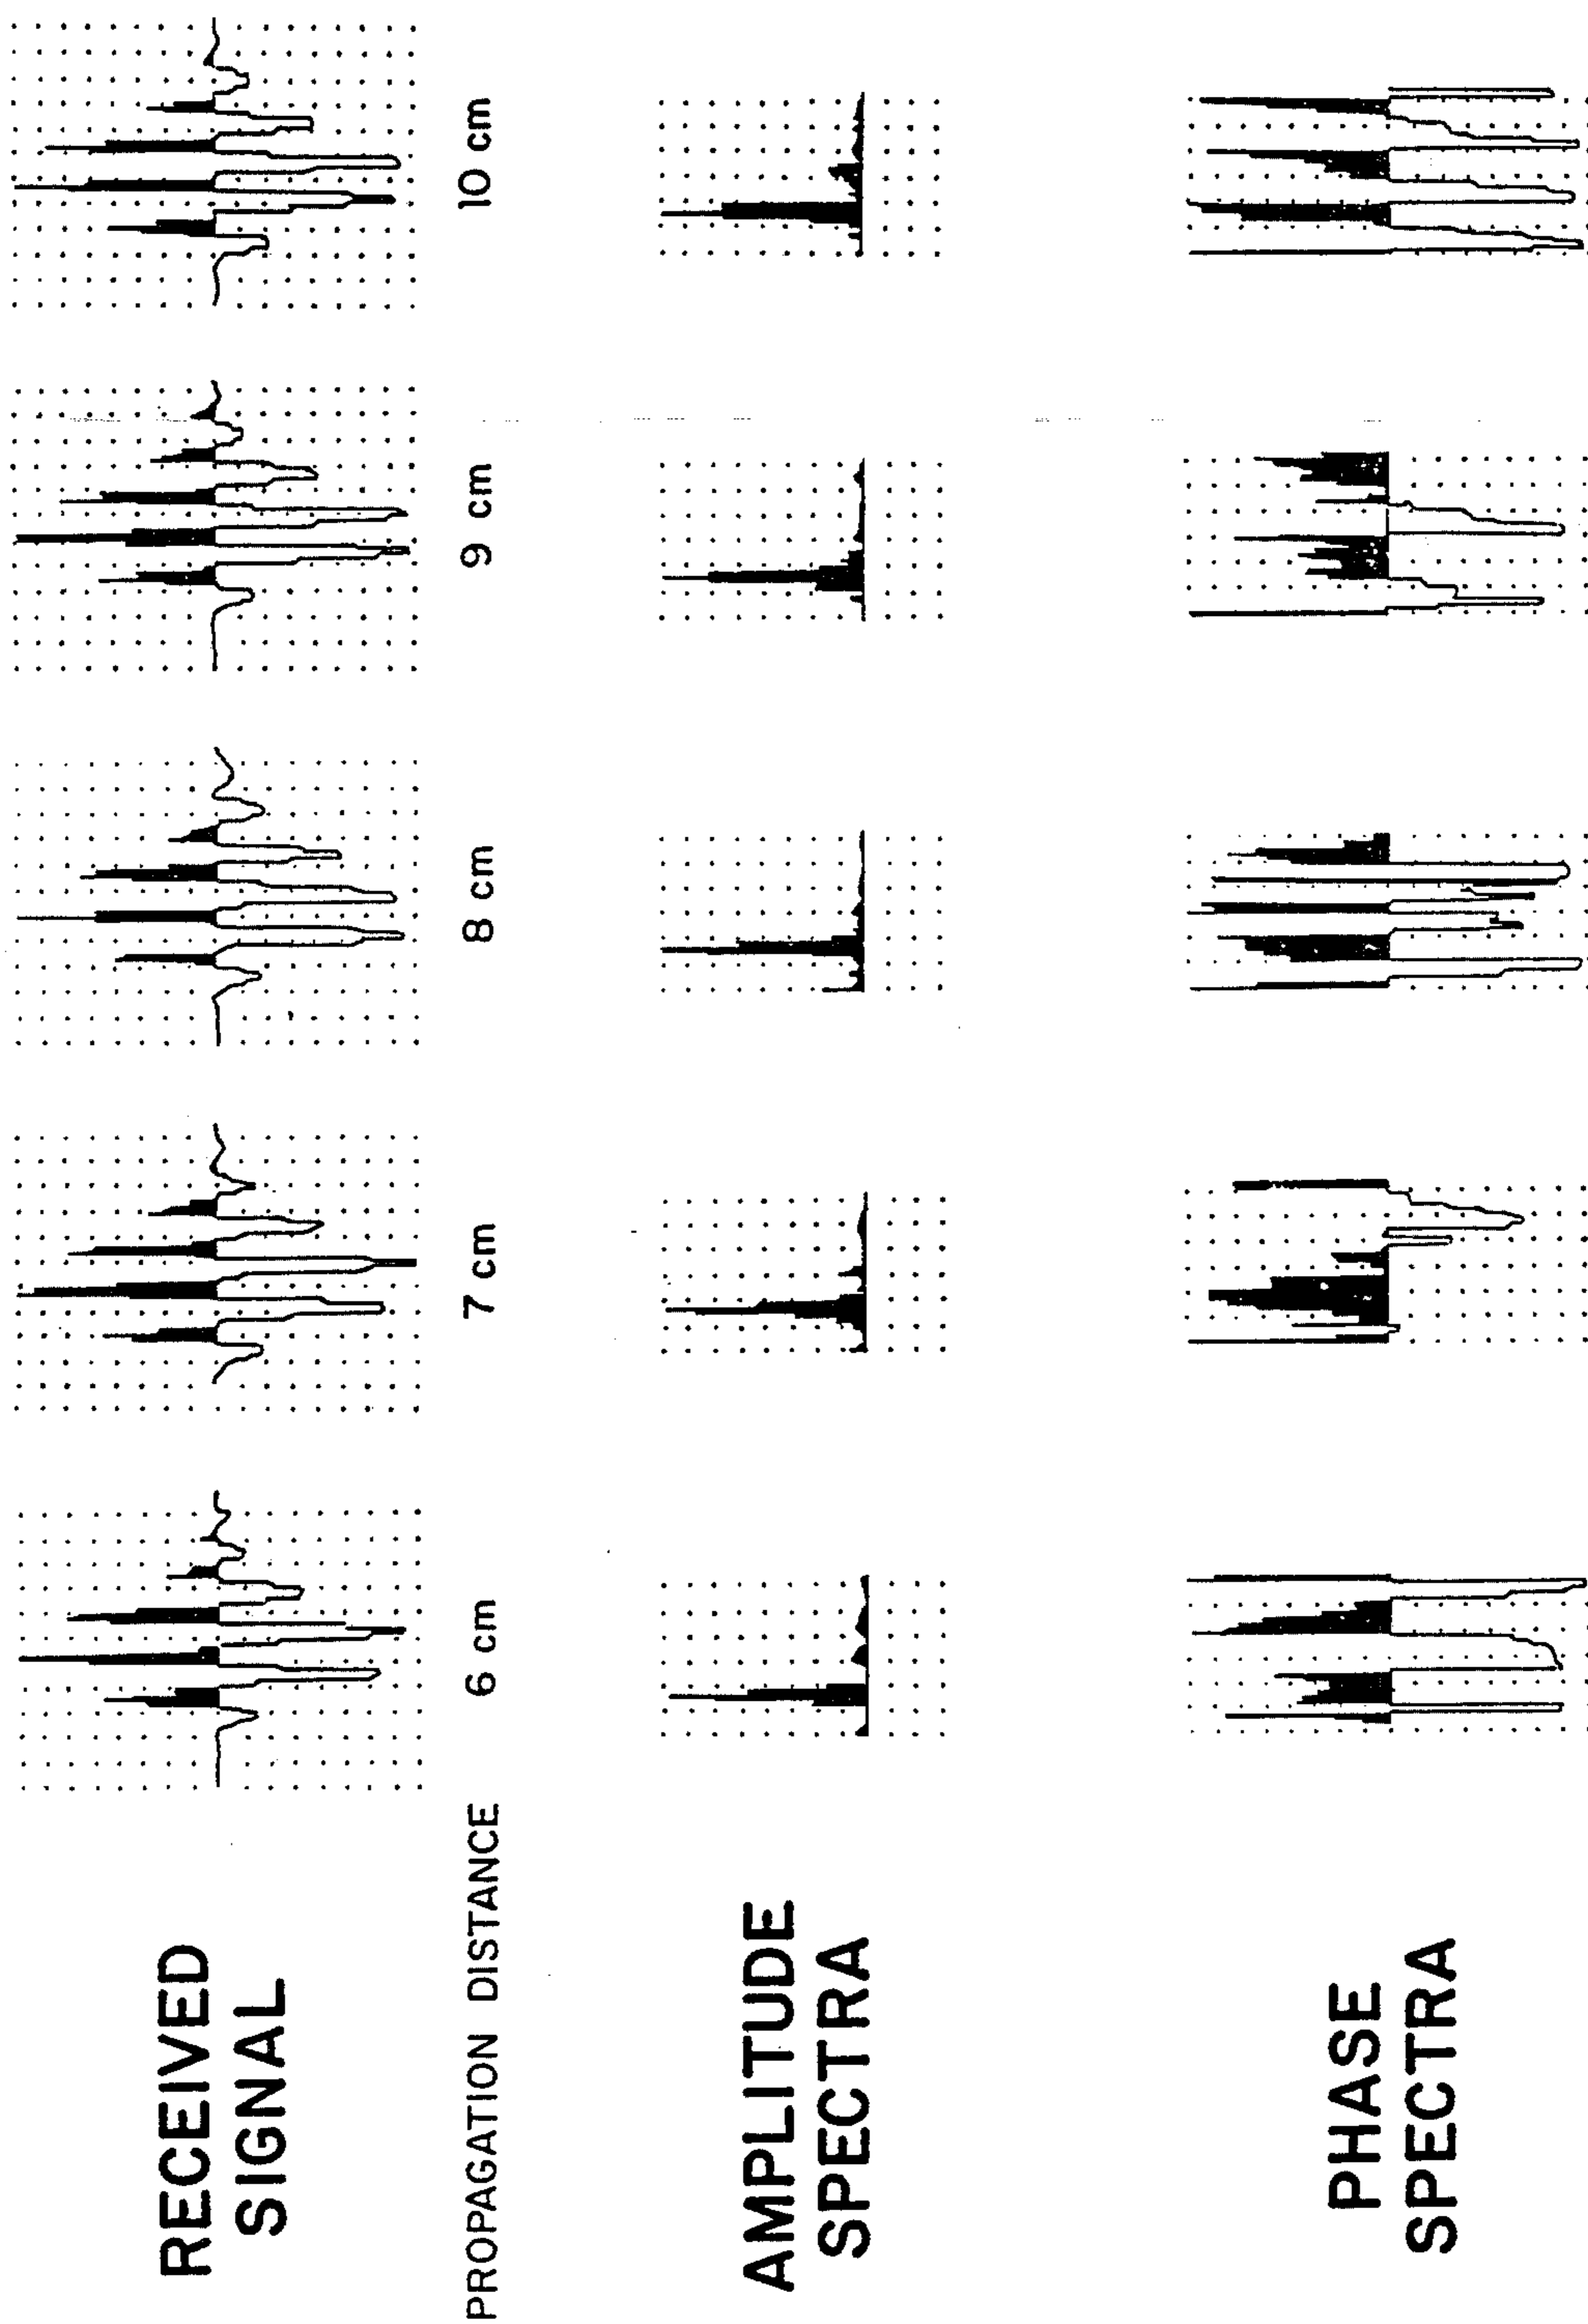 RECEIVED
SIGNAL
PROPAGATION DISTANCE 6 cm 7 cm 8 cm 9 cm 10 cm
AMPLITUDE
SPECTRA
PHASE
SPECTRA